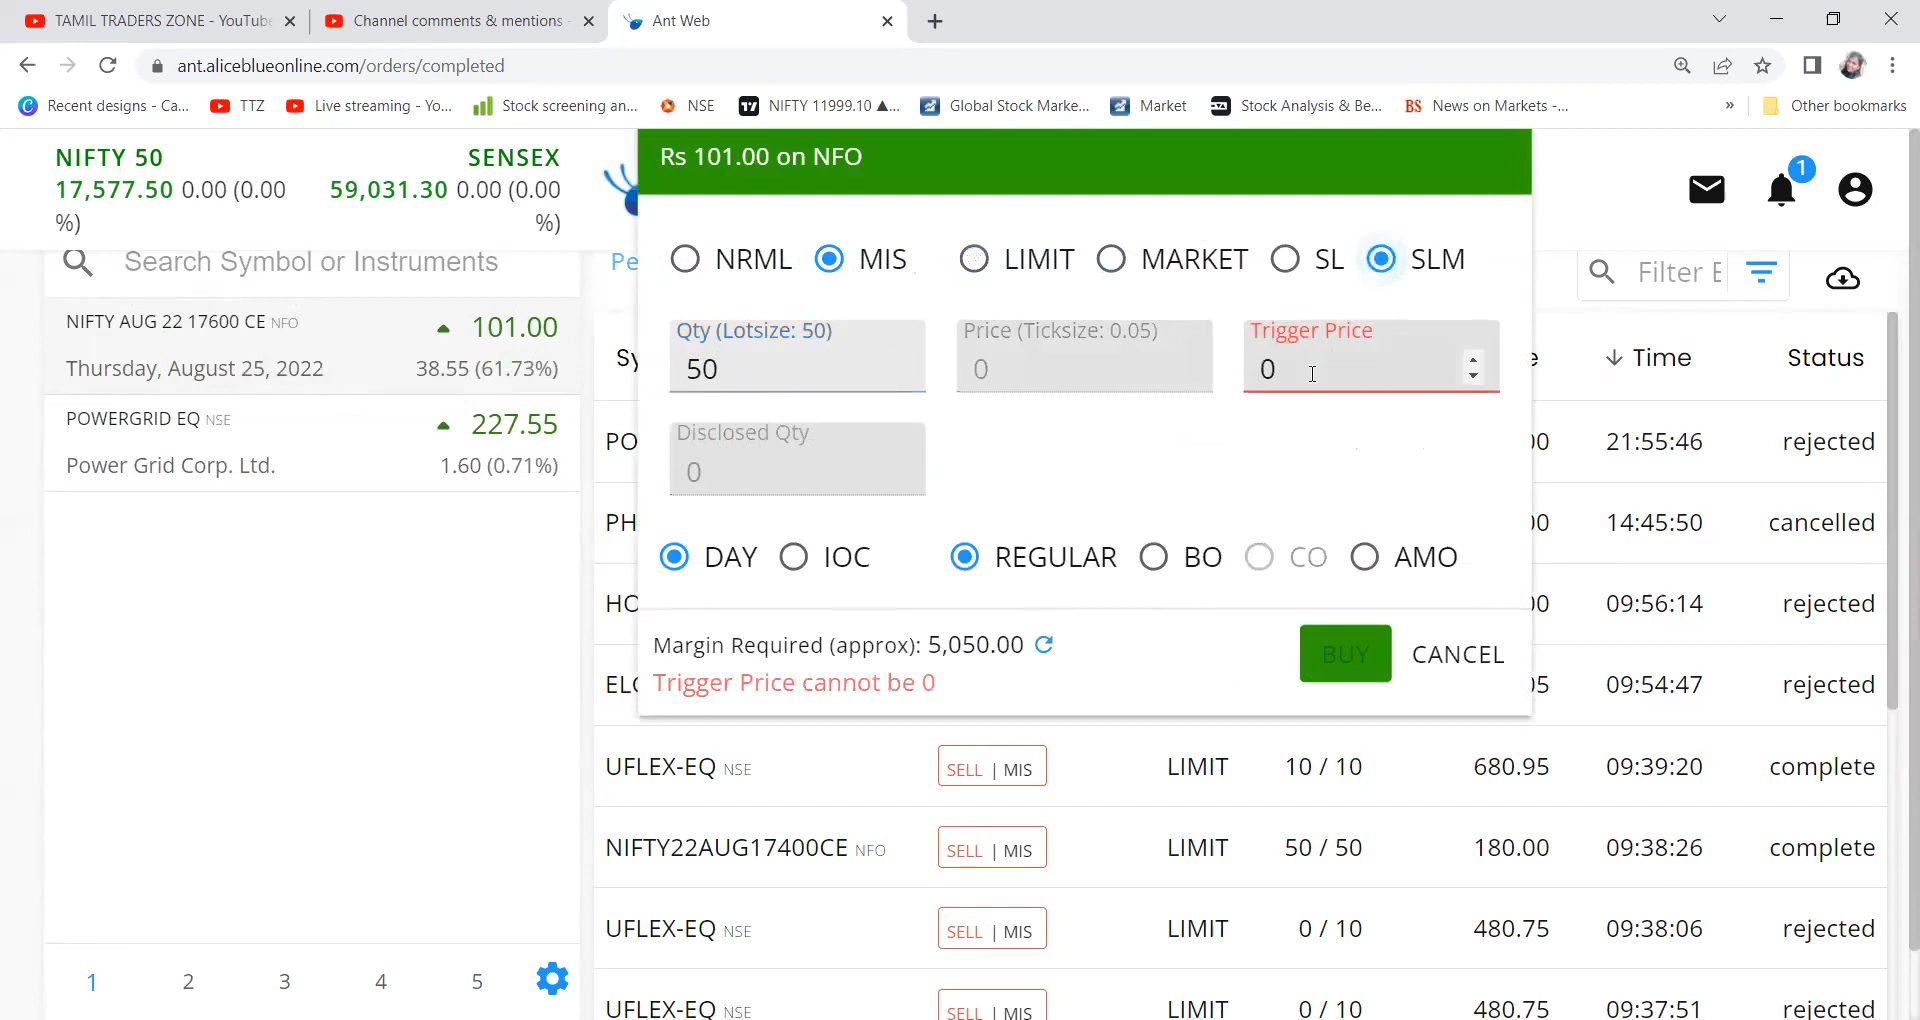 TAMIL TRADERS ZONE - YouTube
Channel comments & mentions -
Ant Web
ant.aliceblueonline.com/orders/completed
Recent designs - Ca...
TTZ
Live streaming - Yo...
Stock screening an...
NSE
NIFTY 11999.10 ▲...
Global Stock Marke...
Market
Stock Analysis & Be...
BS News on Markets -...
»
Other bookmarks
NIFTY 50
17,577.50 0.00 (0.00
%)
SENSEX
59,031.30 0.00 (0.00
%)
1
Search Symbol or Instruments
NIFTY AUG 22 17600 CE NFO
101.00
Thursday, August 25, 2022
38.55 (61.73%)
POWERGRID EQ NSE
227.55
Power Grid Corp. Ltd.
1.60 (0.71%)
1 2 3 4 5
Rs 101.00 on NFO
NRML MIS LIMIT MARKET SL SLM
Qty (Lotsize: 50)
50
Price (Ticksize: 0.05)
0
Trigger Price
0
Disclosed Qty
0
DAY IOC REGULAR BO CO AMO
Margin Required (approx): 5,050.00
Trigger Price cannot be 0
BUY
CANCEL
Pe
Filter
Sy
Time Status
PO 21:55:46 rejected
PH 14:45:50 cancelled
HO 09:56:14 rejected
ELC 09:54:47 rejected
UFLEX-EQ NSE SELL | MIS LIMIT 10 / 10 680.95 09:39:20 complete
NIFTY22AUG17400CE NFO SELL | MIS LIMIT 50 / 50 180.00 09:38:26 complete
UFLEX-EQ NSE SELL | MIS LIMIT 0 / 10 480.75 09:38:06 rejected
UFLEX-EQ NSE SELL | MIS LIMIT 0 / 10 480.75 09:37:51 rejected